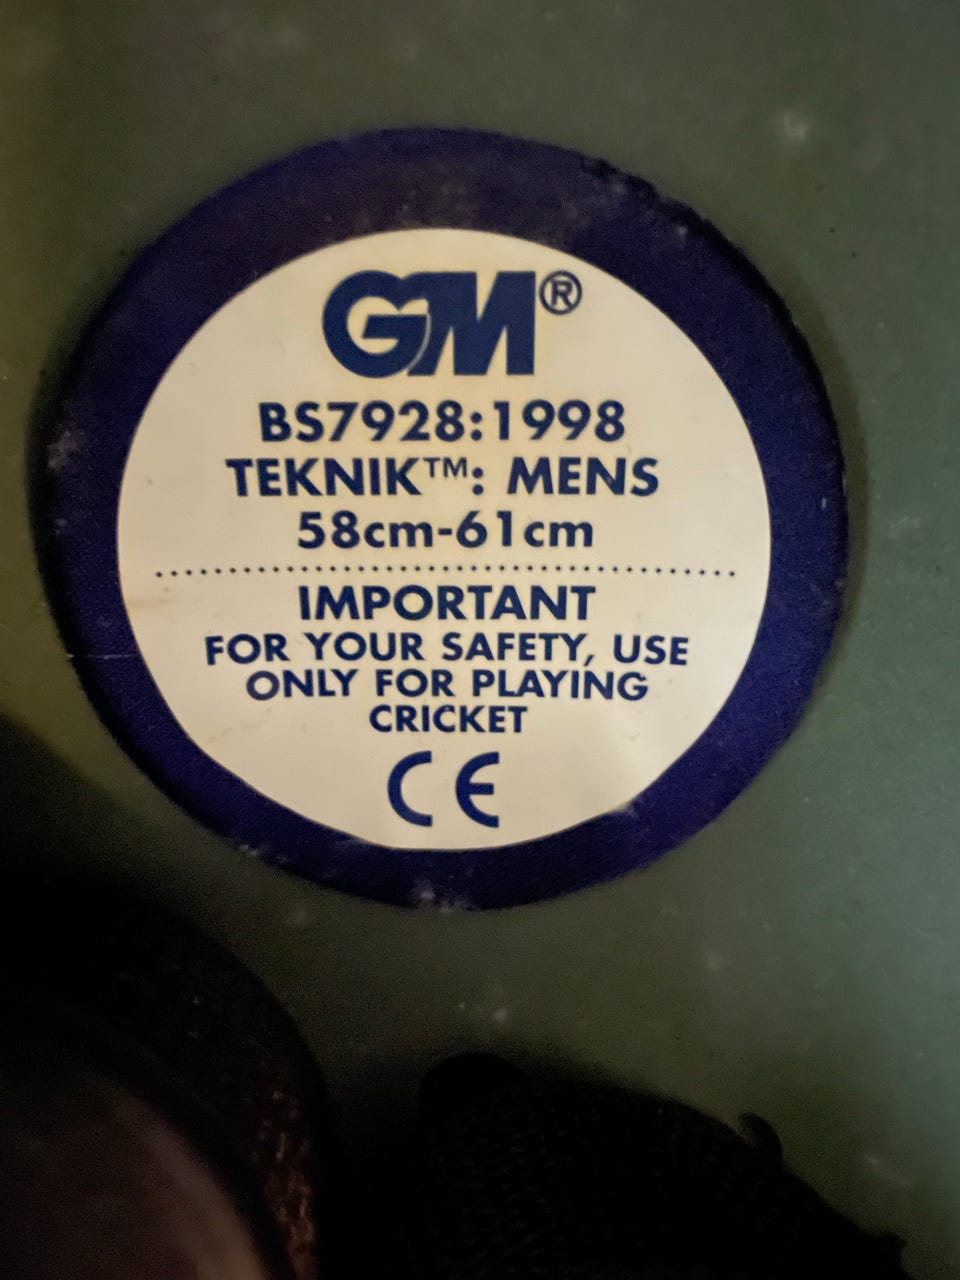 GM®
BS7928:1998
TEKNIK™: MENS
58cm-61cm
IMPORTANT
FOR YOUR SAFETY, USE
ONLY FOR PLAYING
CRICKET
CE